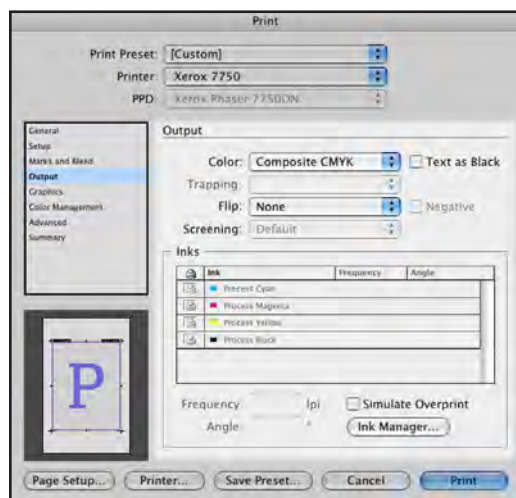 Print
Print Preset: [Custom]
Printer: Xerox 7750
PPD: Xerox Phaser 7750DN
General
Setup
Marks and Bleed
Output
Graphics
Color Management
Advanced
Summary
Output
Color: Composite CMYK Text as Black
Trapping:
Flip: None Negative
Screening: Default
Inks
Ink Frequency Angle
Process Cyan
Process Magenta
Process Yellow
Process Black
P
Frequency: lpi Simulate Overprint
Angle: ° Ink Manager...
Page Setup... Printer... Save Preset... Cancel Print